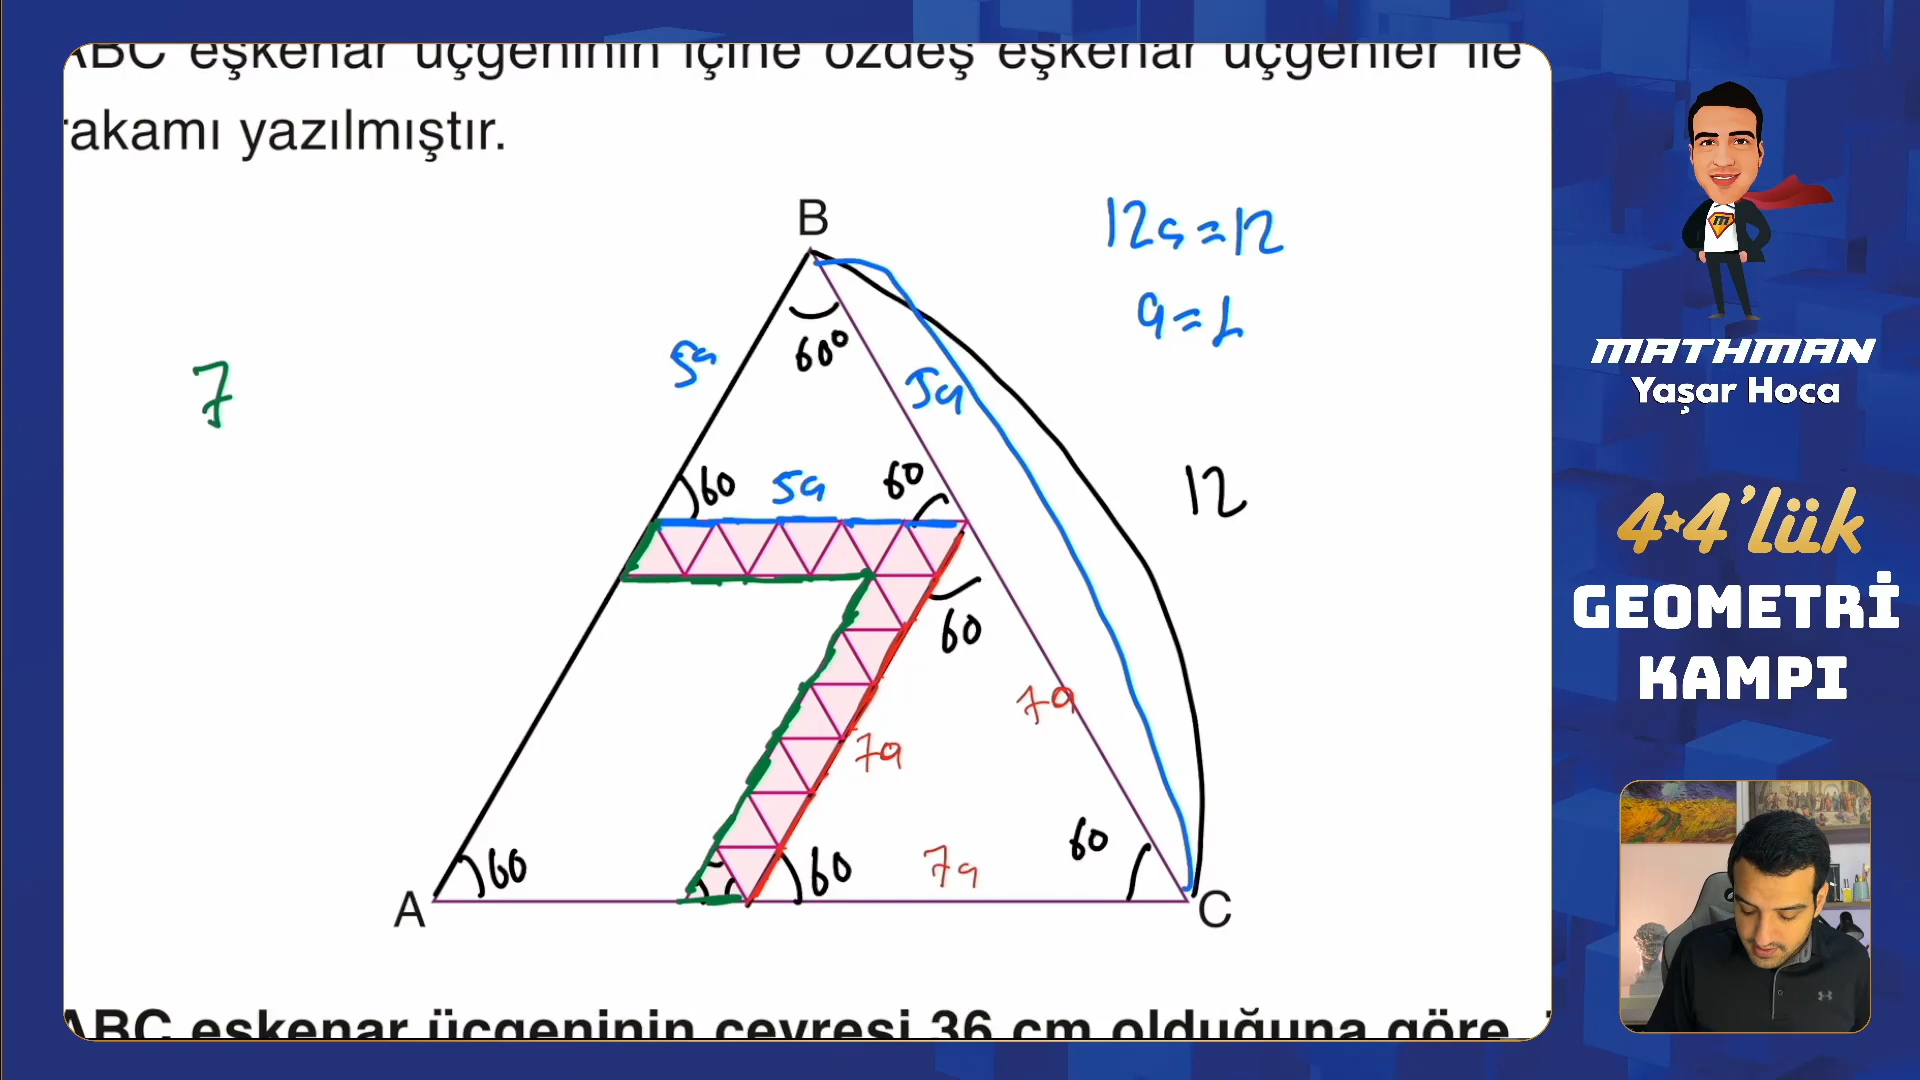 ABC eşkenar üçgeninin içine özdeş eşkenar üçgenler ile
rakamı yazılmıştır.
B
12a=12
a=1
60°
5a
5a
7
60
5a
60
12
60
7a
7a
60
60
7a
60
A
C
ABC eşkenar üçgeninin çevresi 36 cm olduğuna göre,
m
MATHMAN
Yaşar Hoca
4★4'lük
GEOMETRİ
KAMPI